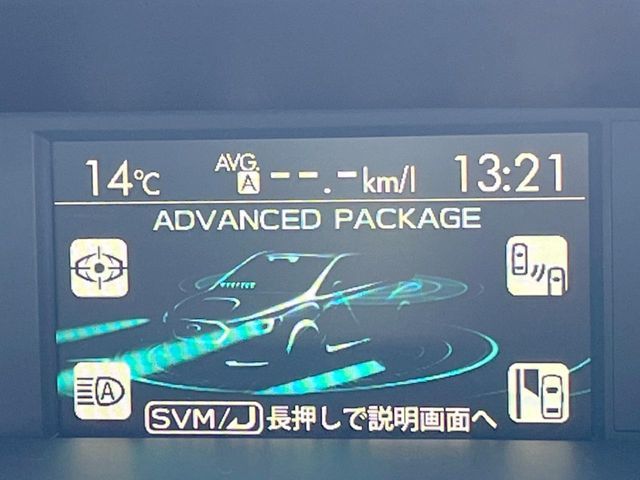 14℃ AVG. A --.-km/l 13:21
ADVANCED PACKAGE
A
SVM/↲ 長押しで説明画面へ